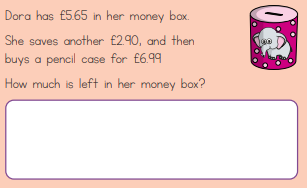 Dora has £5.65 in her money box.
She saves another £2.90, and then
buys a pencil case for £6.99
How much is left in her money box?